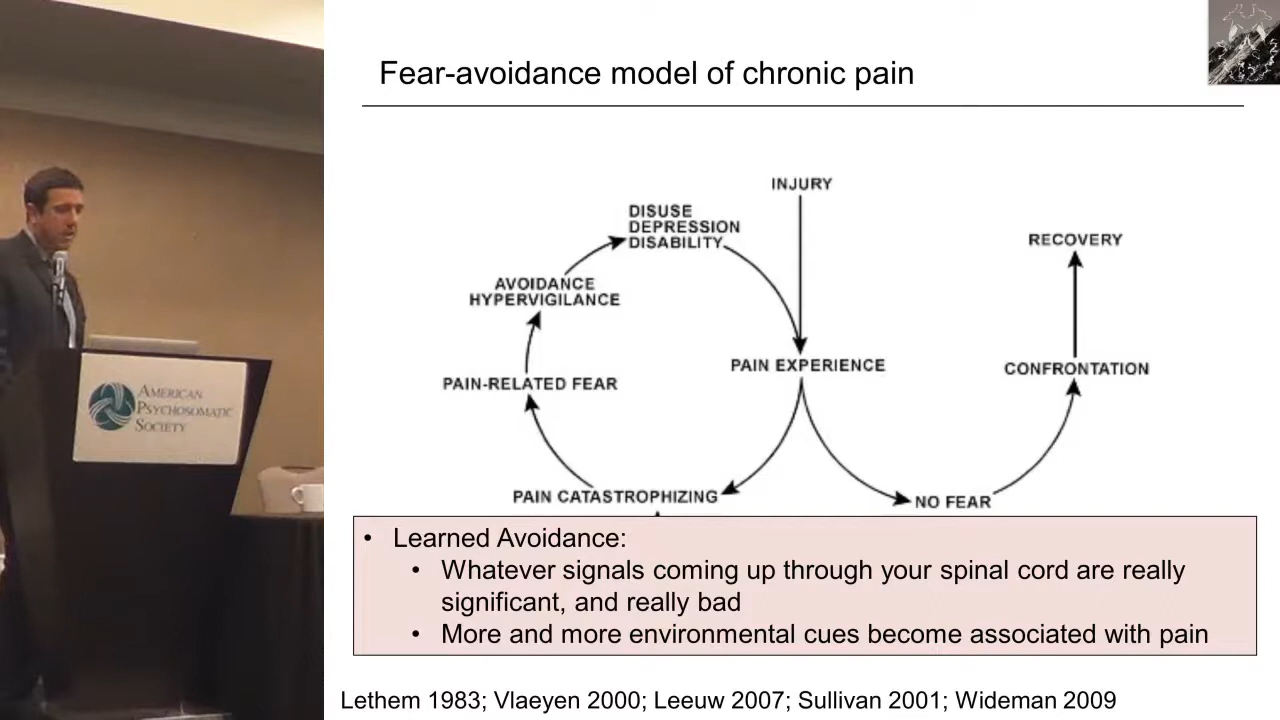 Fear-avoidance model of chronic pain
INJURY
DISUSE
DEPRESSION
DISABILITY
RECOVERY
AVOIDANCE
HYPERVIGILANCE
PAIN EXPERIENCE
CONFRONTATION
PAIN-RELATED FEAR
PAIN CATASTROPHIZING
NO FEAR
• Learned Avoidance:
• Whatever signals coming up through your spinal cord are really
significant, and really bad
• More and more environmental cues become associated with pain
Lethem 1983; Vlaeyen 2000; Leeuw 2007; Sullivan 2001; Wideman 2009
AMERICAN
PSYCHOSOMATIC
SOCIETY